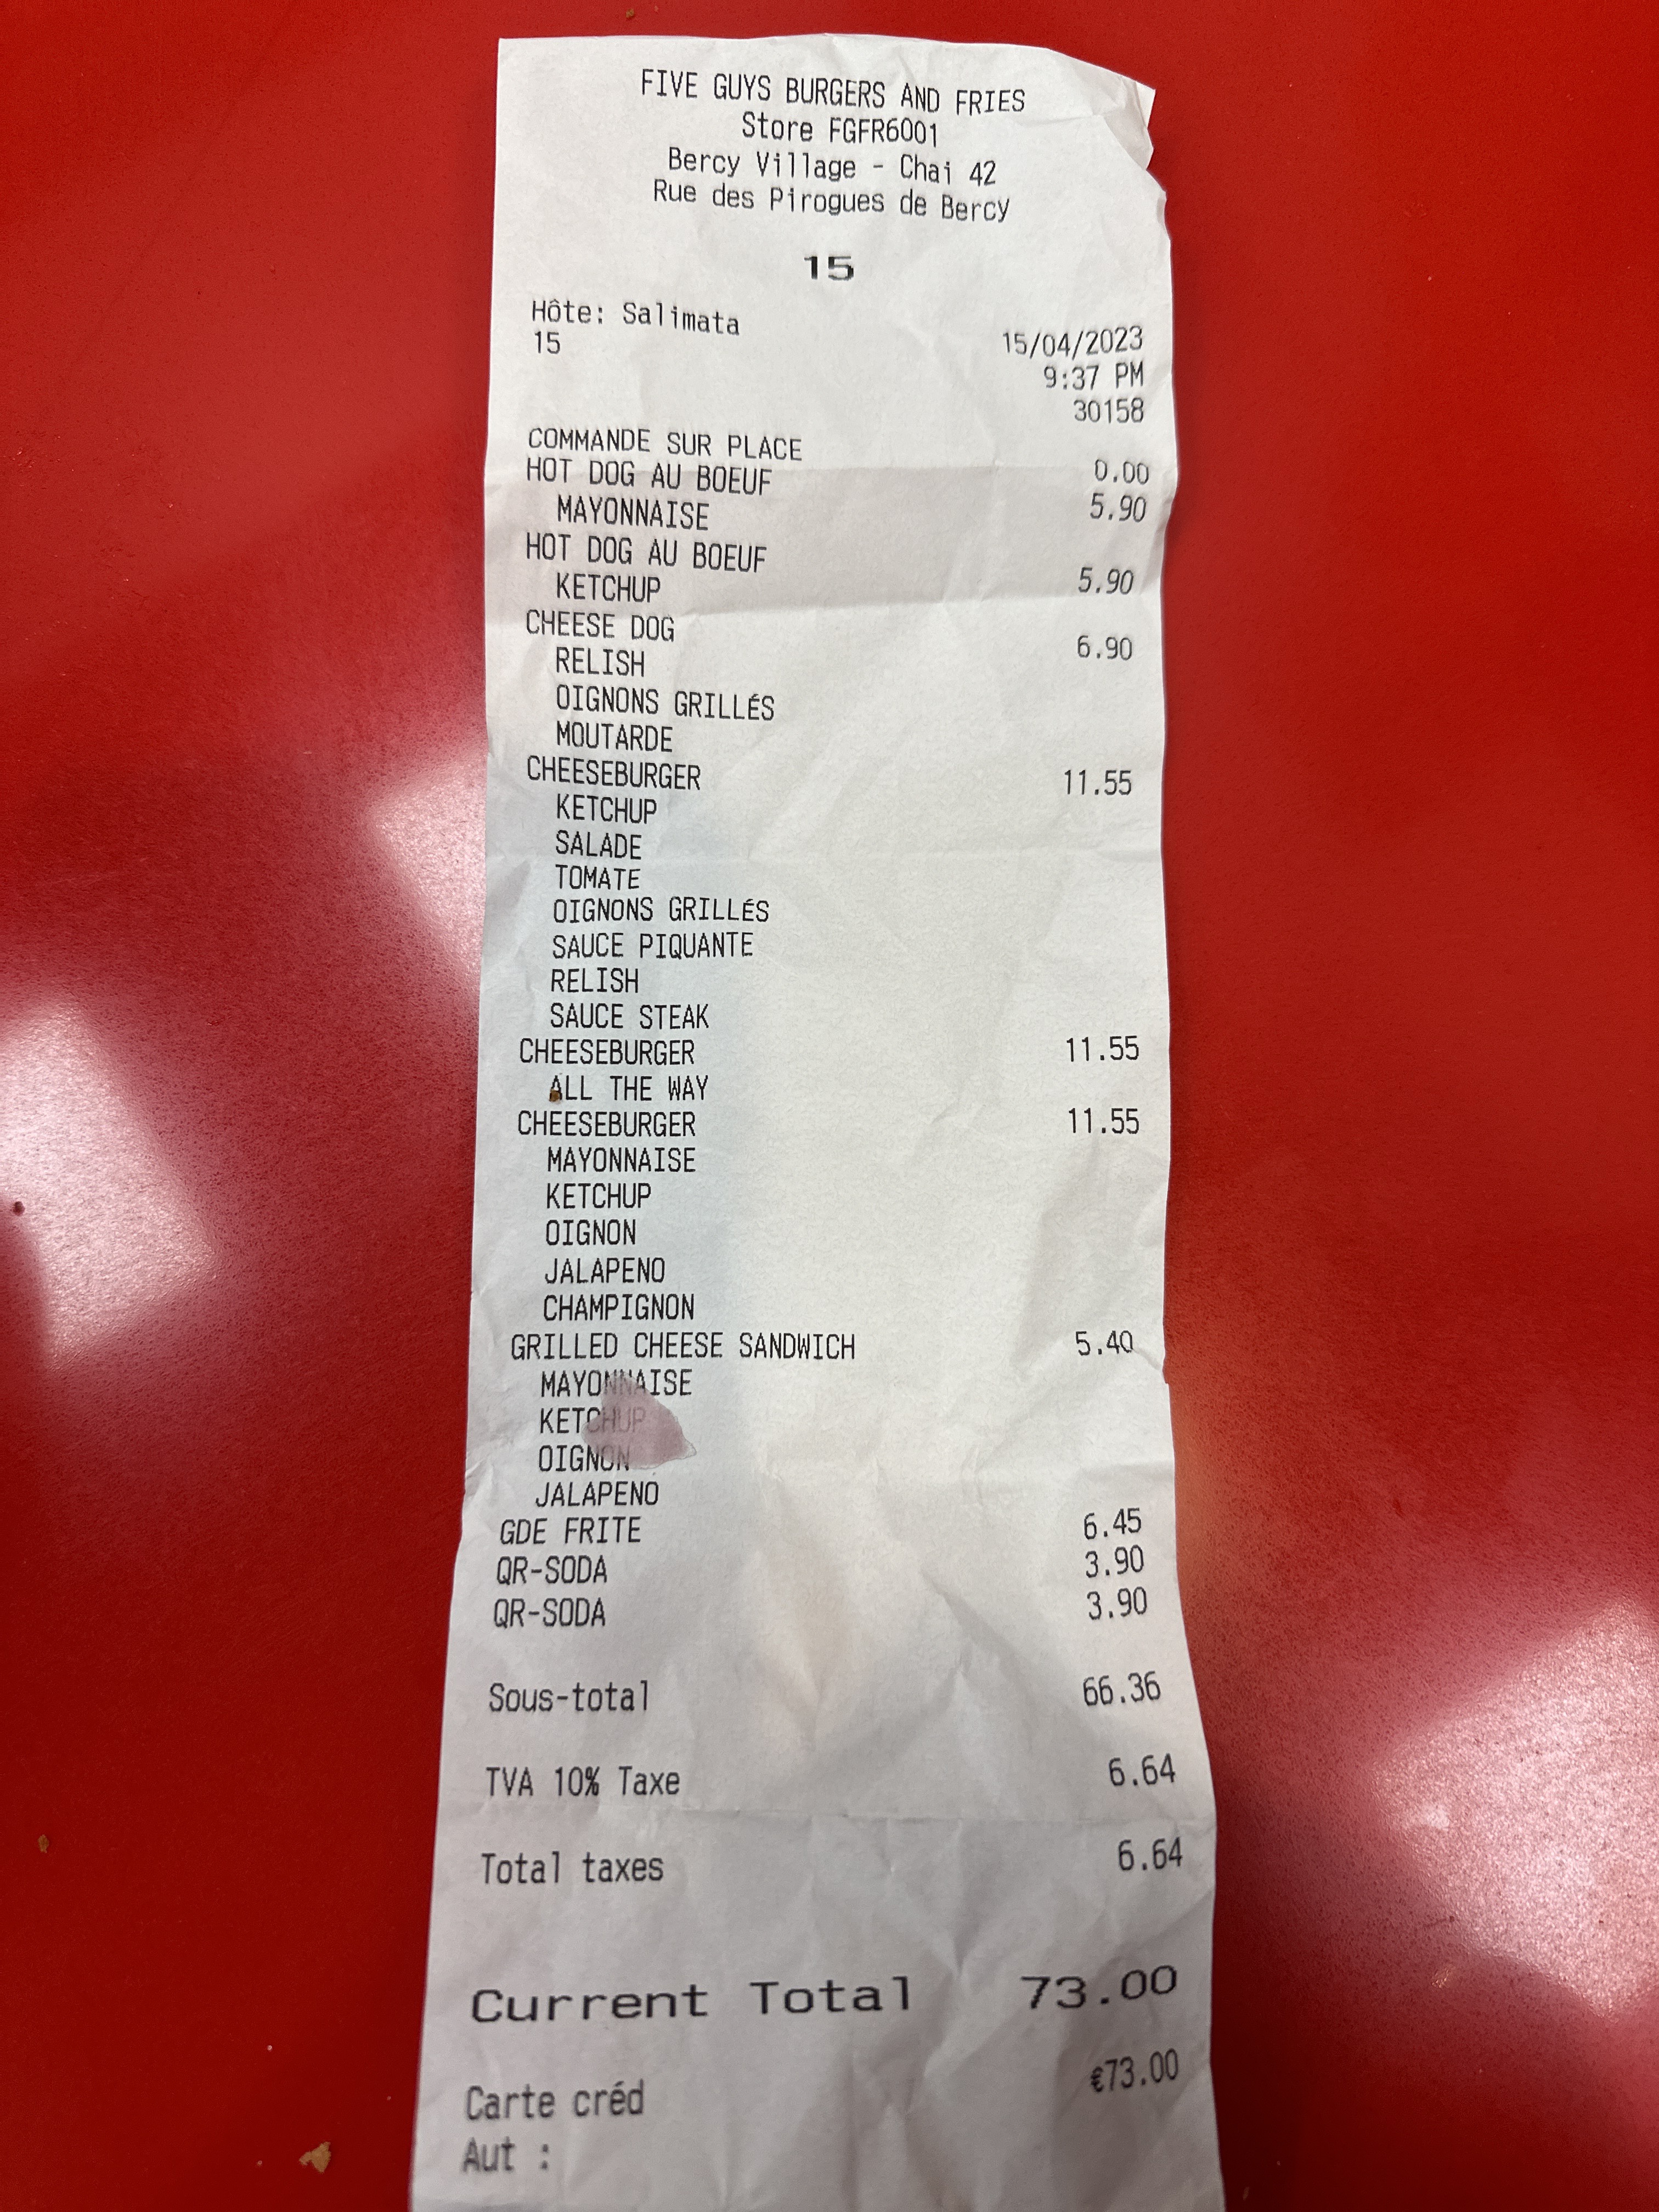 FIVE GUYS BURGERS AND FRIES
Store FGFR6001
Bercy Village - Chai 42
Rue des Pirogues de Bercy
15
Hôte: Salimata 15/04/2023
15 9:37 PM
30158
COMMANDE SUR PLACE 0.00
HOT DOG AU BOEUF 5.90
MAYONNAISE
HOT DOG AU BOEUF 5.90
KETCHUP
CHEESE DOG 6.90
RELISH
OIGNONS GRILLÉS
MOUTARDE
CHEESEBURGER 11.55
KETCHUP
SALADE
TOMATE
OIGNONS GRILLÉS
SAUCE PIQUANTE
RELISH
SAUCE STEAK
CHEESEBURGER 11.55
ALL THE WAY
CHEESEBURGER 11.55
MAYONNAISE
KETCHUP
OIGNON
JALAPENO
CHAMPIGNON
GRILLED CHEESE SANDWICH 5.40
MAYONNAISE
KETCHUP
OIGNON
JALAPENO
GDE FRITE 6.45
QR-SODA 3.90
QR-SODA 3.90
Sous-total 66.36
TVA 10% Taxe 6.64
Total taxes 6.64
Current Total 73.00
Carte créd €73.00
Aut :